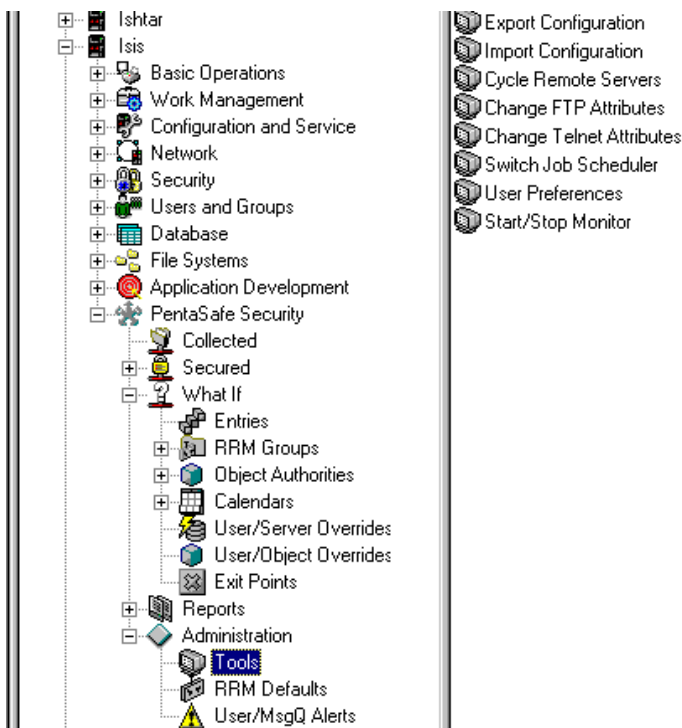 Ishtar
Isis
Basic Operations
Work Management
Configuration and Service
Network
Security
Users and Groups
Database
File Systems
Application Development
PentaSafe Security
Collected
Secured
What If
Entries
RRM Groups
Object Authorities
Calendars
User/Server Overrides
User/Object Overrides
Exit Points
Reports
Administration
Tools
RRM Defaults
User/MsgQ Alerts
Export Configuration
Import Configuration
Cycle Remote Servers
Change FTP Attributes
Change Telnet Attributes
Switch Job Scheduler
User Preferences
Start/Stop Monitor